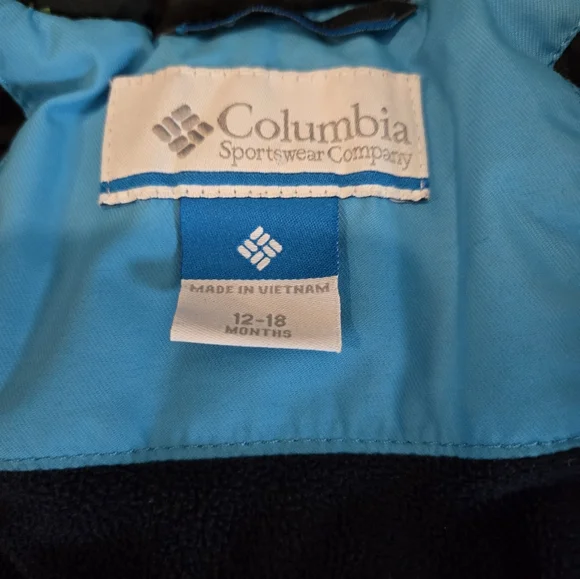 Columbia
Sportswear Company
MADE IN VIETNAM
12-18
MONTHS